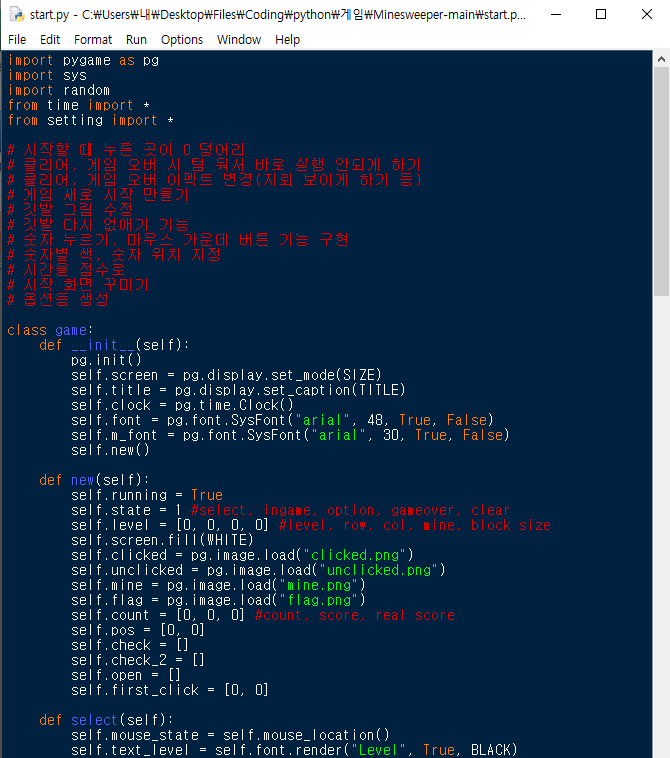 start.py - C:₩Users₩내₩Desktop₩Files₩Coding₩python₩게임₩Minesweeper-main₩start.p...
File Edit Format Run Options Window Help
import pygame as pg
import sys
import random
from time import *
from setting import *
# 시작할 때 누른 곳이 0 덩어리
# 클리어, 게임 오버 시 텀 둬서 바로 실행 안되게 하기
# 클리어, 게임 오버 이펙트 변경(지뢰 보이게 하기 등)
# 게임 새로 시작 만들기
# 깃발 그림 수정
# 깃발 다시 없애기 기능
# 숫자 누르기, 마우스 가운데 버튼 기능 구현
# 숫자별 색, 숫자 위치 지정
# 시간을 점수로
# 시작 화면 꾸미기
# 옵션등 생성
class game:
    def __init__(self):
        pg.init()
        self.screen = pg.display.set_mode(SIZE)
        self.title = pg.display.set_caption(TITLE)
        self.clock = pg.time.Clock()
        self.font = pg.font.SysFont("arial", 48, True, False)
        self.m_font = pg.font.SysFont("arial", 30, True, False)
        self.new()
    def new(self):
        self.running = True
        self.state = 1 #select, ingame, option, gameover, clear
        self.level = [0, 0, 0, 0] #level, row, col, mine, block size
        self.screen.fill(WHITE)
        self.clicked = pg.image.load("clicked.png")
        self.unclicked = pg.image.load("unclicked.png")
        self.mine = pg.image.load("mine.png")
        self.flag = pg.image.load("flag.png")
        self.count = [0, 0, 0] #count, score, real score
        self.pos = [0, 0]
        self.check = []
        self.check_2 = []
        self.open = []
        self.first_click = [0, 0]
    def select(self):
        self.mouse_state = self.mouse_location()
        self.text_level = self.font.render("Level", True, BLACK)